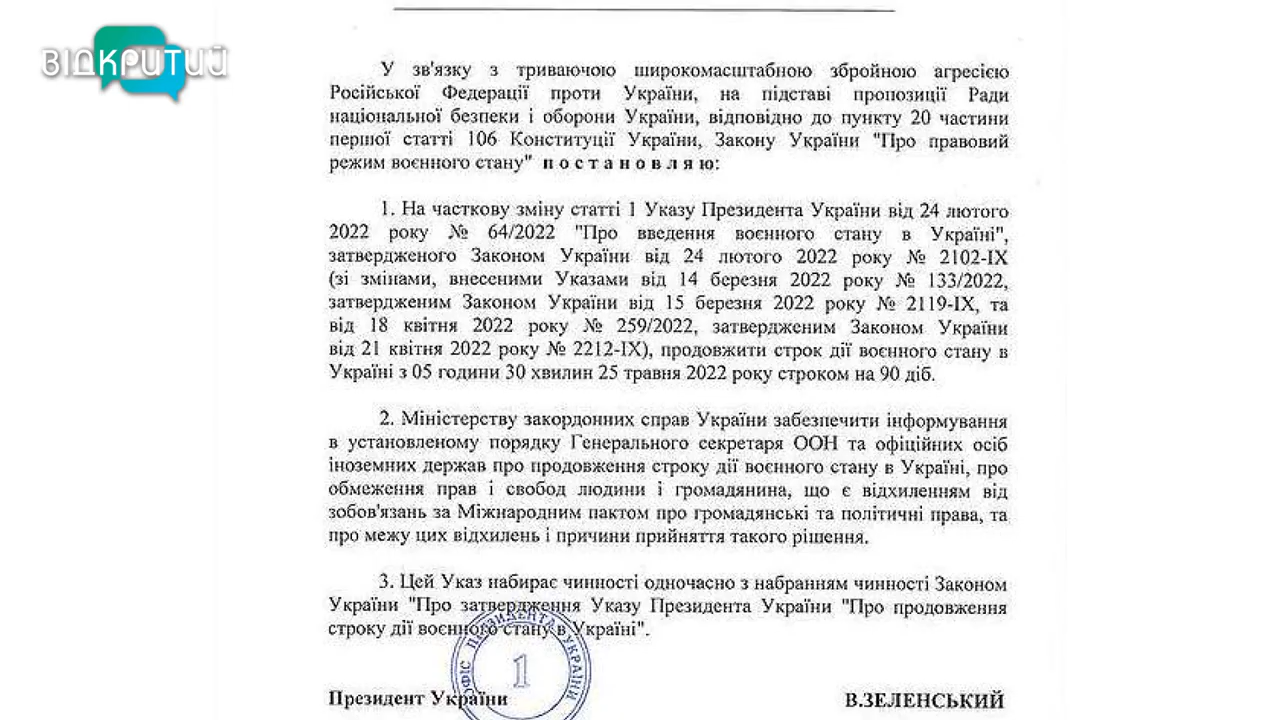 ВІДКРИТИЙ
У зв'язку з триваючою широкомасштабною збройною агресією
Російської Федерації проти України, на підставі пропозиції Ради
національної безпеки і оборони України, відповідно до пункту 20 частини
першої статті 106 Конституції України, Закону України "Про правовий
режим воєнного стану" п о с т а н о в л я ю:
1. На часткову зміну статті 1 Указу Президента України від 24 лютого
2022 року № 64/2022 "Про введення воєнного стану в Україні",
затвердженого Законом України від 24 лютого 2022 року № 2102-IX
(зі змінами, внесеними Указами від 14 березня 2022 року № 133/2022,
затвердженим Законом України від 15 березня 2022 року № 2119-IX, та
від 18 квітня 2022 року № 259/2022, затвердженим Законом України
від 21 квітня 2022 року № 2212-IX), продовжити строк дії воєнного стану в
Україні з 05 години 30 хвилин 25 травня 2022 року строком на 90 діб.
2. Міністерству закордонних справ України забезпечити інформування
в установленому порядку Генерального секретаря ООН та офіційних осіб
іноземних держав про продовження строку дії воєнного стану в Україні, про
обмеження прав і свобод людини і громадянина, що є відхиленням від
зобов'язань за Міжнародним пактом про громадянські та політичні права, та
про межу цих відхилень і причини прийняття такого рішення.
3. Цей Указ набирає чинності одночасно з набранням чинності Законом
України "Про затвердження Указу Президента України "Про продовження
строку дії воєнного стану в Україні".
ОФІС ПРЕЗИДЕНТА УКРАЇНИ
1
Президент України В.ЗЕЛЕНСЬКИЙ